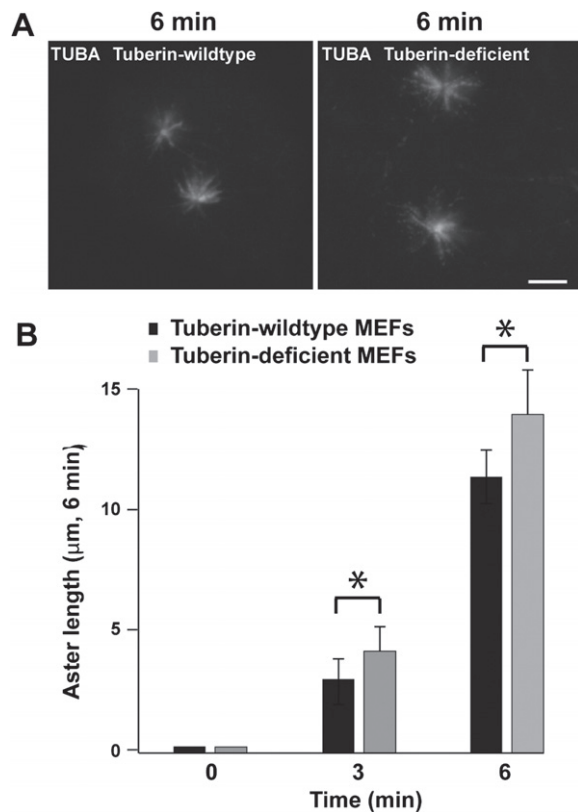 A
6 min
6 min
TUBA Tuberin-wildtype
TUBA Tuberin-deficient
B
Tuberin-wildtype MEFs
Tuberin-deficient MEFs
*
*
15
10
5
0
Aster length (μm, 6 min)
0
3
6
Time (min)